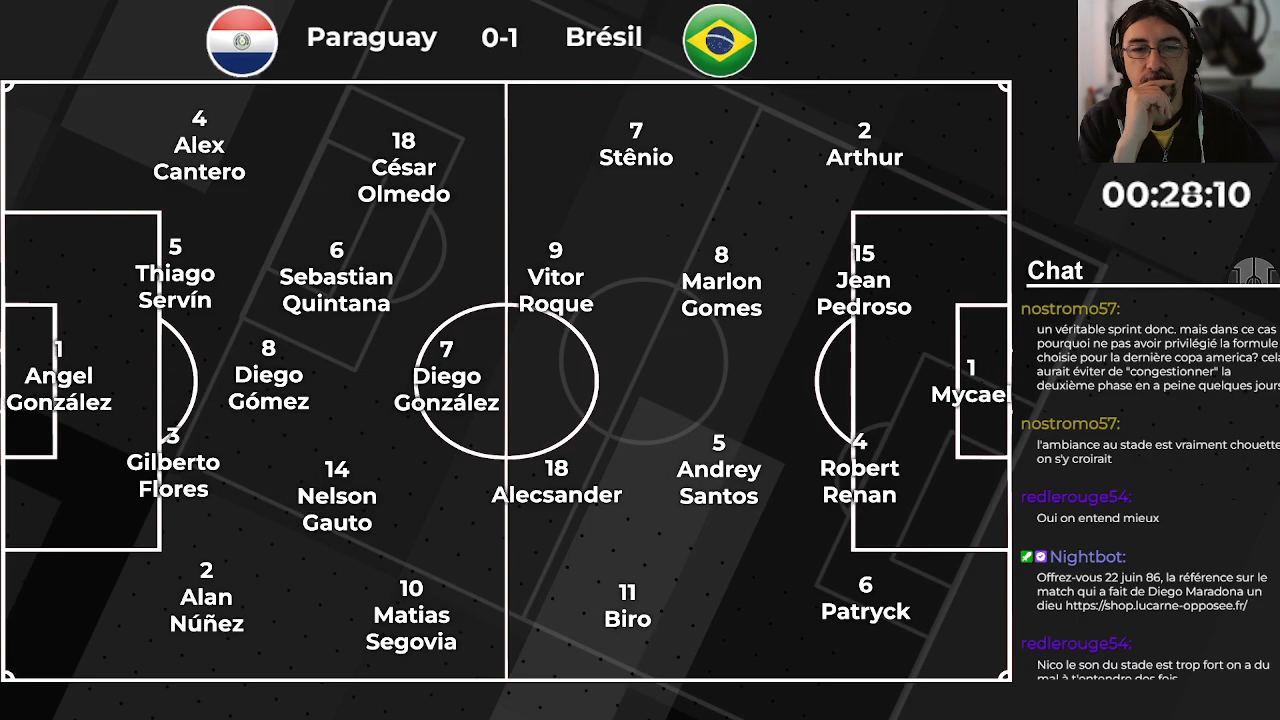 Paraguay 0-1 Brésil
4
Alex
Cantero
18
César
Olmedo
7
Stênio
2
Arthur
5
Thiago
Servín
6
Sebastian
Quintana
9
Vitor
Roque
8
Marlon
Gomes
15
Jean
Pedroso
1
Angel
González
8
Diego
Gómez
7
Diego
González
1
Mycae
3
Gilberto
Flores
14
Nelson
Gauto
18
Alecsander
5
Andrey
Santos
4
Robert
Renan
2
Alan
Núñez
10
Matias
Segovia
11
Biro
6
Patryck
00:28:10
Chat
nostromo57:
un véritable sprint donc. mais dans ce cas
pourquoi ne pas avoir privilégié la formule
choisie pour la dernière copa america? cela
aurait éviter de "congestionner" la
deuxième phase en a peine quelques jours
nostromo57:
l'ambiance au stade est vraiment chouette
on s'y croirait
redlerouge54:
Oui on entend mieux
Nightbot:
Offrez-vous 22 juin 86, la référence sur le
match qui a fait de Diego Maradona un
dieu https://shop.lucarne-opposee.fr/
redlerouge54:
Nico le son du stade est trop fort on a du
mal à t'entendre des fois